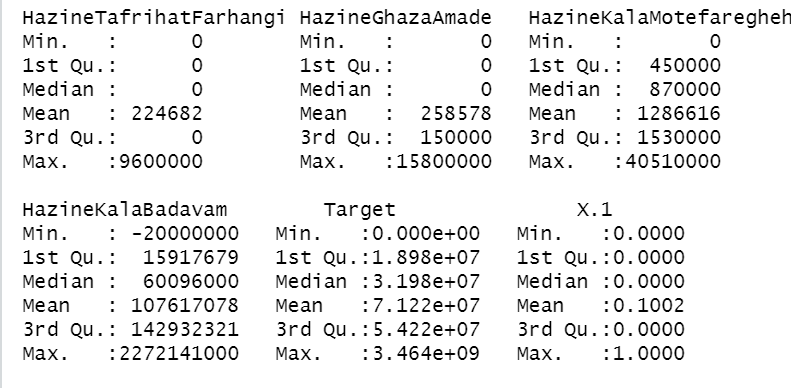 HazineTafrihatFarhangi HazineGhazaAmade   HazineKalaMotefaregheh
Min.   :      0        Min.   :       0   Min.   :       0
1st Qu.:      0        1st Qu.:       0   1st Qu.:  450000
Median :      0        Median :       0   Median :  870000
Mean   : 224682        Mean   :  258578   Mean   : 1286616
3rd Qu.:      0        3rd Qu.:  150000   3rd Qu.: 1530000
Max.   :9600000        Max.   :15800000   Max.   :40510000
HazineKalaBadavam        Target               X.1
Min.   : -20000000   Min.   :0.000e+00   Min.   :0.0000
1st Qu.:  15917679   1st Qu.:1.898e+07   1st Qu.:0.0000
Median :  60096000   Median :3.198e+07   Median :0.0000
Mean   : 107617078   Mean   :7.122e+07   Mean   :0.1002
3rd Qu.: 142932321   3rd Qu.:5.422e+07   3rd Qu.:0.0000
Max.   :2272141000   Max.   :3.464e+09   Max.   :1.0000